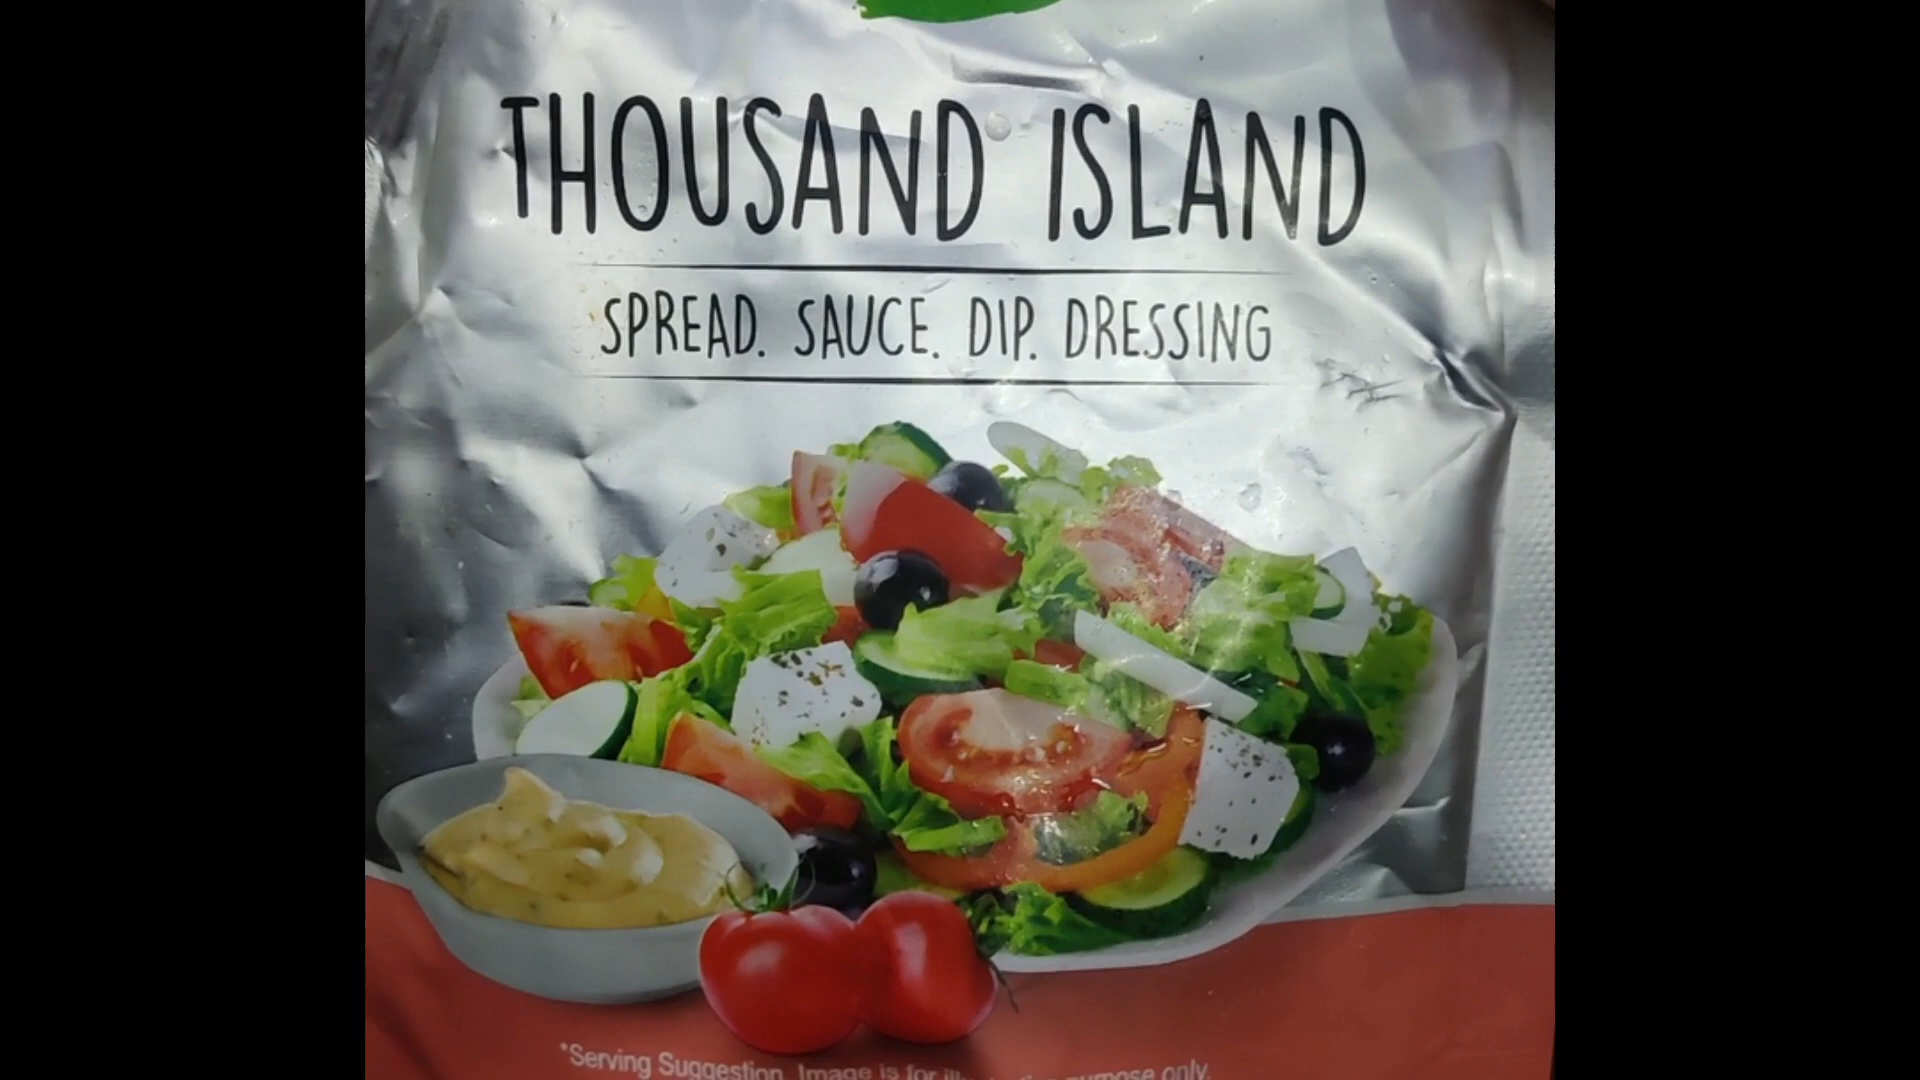 THOUSAND ISLAND
SPREAD. SAUCE. DIP. DRESSING
*Serving Suggestion. Image is for purpose only.